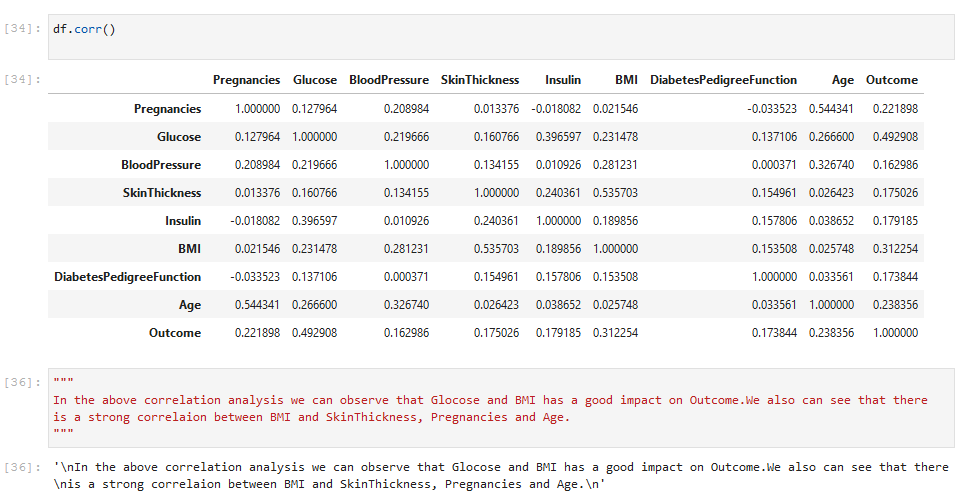 [34]: df.corr()
[34]: Pregnancies Glucose BloodPressure SkinThickness Insulin BMI DiabetesPedigreeFunction Age Outcome
Pregnancies 1.000000 0.127964 0.208984 0.013376 -0.018082 0.021546 -0.033523 0.544341 0.221898
Glucose 0.127964 1.000000 0.219666 0.160766 0.396597 0.231478 0.137106 0.266600 0.492908
BloodPressure 0.208984 0.219666 1.000000 0.134155 0.010926 0.281231 0.000371 0.326740 0.162986
SkinThickness 0.013376 0.160766 0.134155 1.000000 0.240361 0.535703 0.154961 0.026423 0.175026
Insulin -0.018082 0.396597 0.010926 0.240361 1.000000 0.189856 0.157806 0.038652 0.179185
BMI 0.021546 0.231478 0.281231 0.535703 0.189856 1.000000 0.153508 0.025748 0.312254
DiabetesPedigreeFunction -0.033523 0.137106 0.000371 0.154961 0.157806 0.153508 1.000000 0.033561 0.173844
Age 0.544341 0.266600 0.326740 0.026423 0.038652 0.025748 0.033561 1.000000 0.238356
Outcome 0.221898 0.492908 0.162986 0.175026 0.179185 0.312254 0.173844 0.238356 1.000000
[36]: """
In the above correlation analysis we can observe that Glocose and BMI has a good impact on Outcome.We also can see that there
is a strong correlaion between BMI and SkinThickness, Pregnancies and Age.
"""
[36]: '\nIn the above correlation analysis we can observe that Glocose and BMI has a good impact on Outcome.We also can see that there
\nis a strong correlaion between BMI and SkinThickness, Pregnancies and Age.\n'